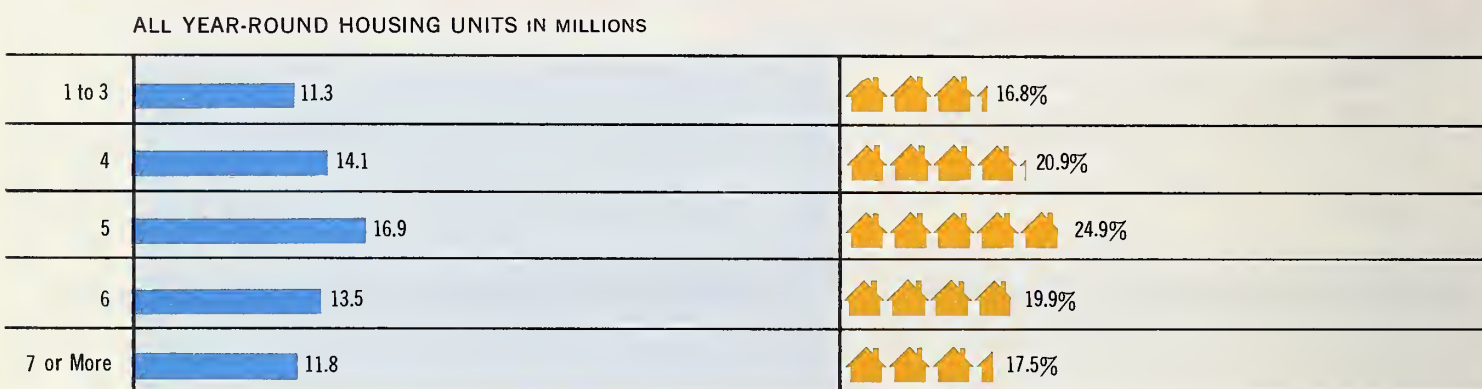 ALL YEAR-ROUND HOUSING UNITS IN MILLIONS
1 to 3 11.3 16.8%
4 14.1 20.9%
5 16.9 24.9%
6 13.5 19.9%
7 or More 11.8 17.5%